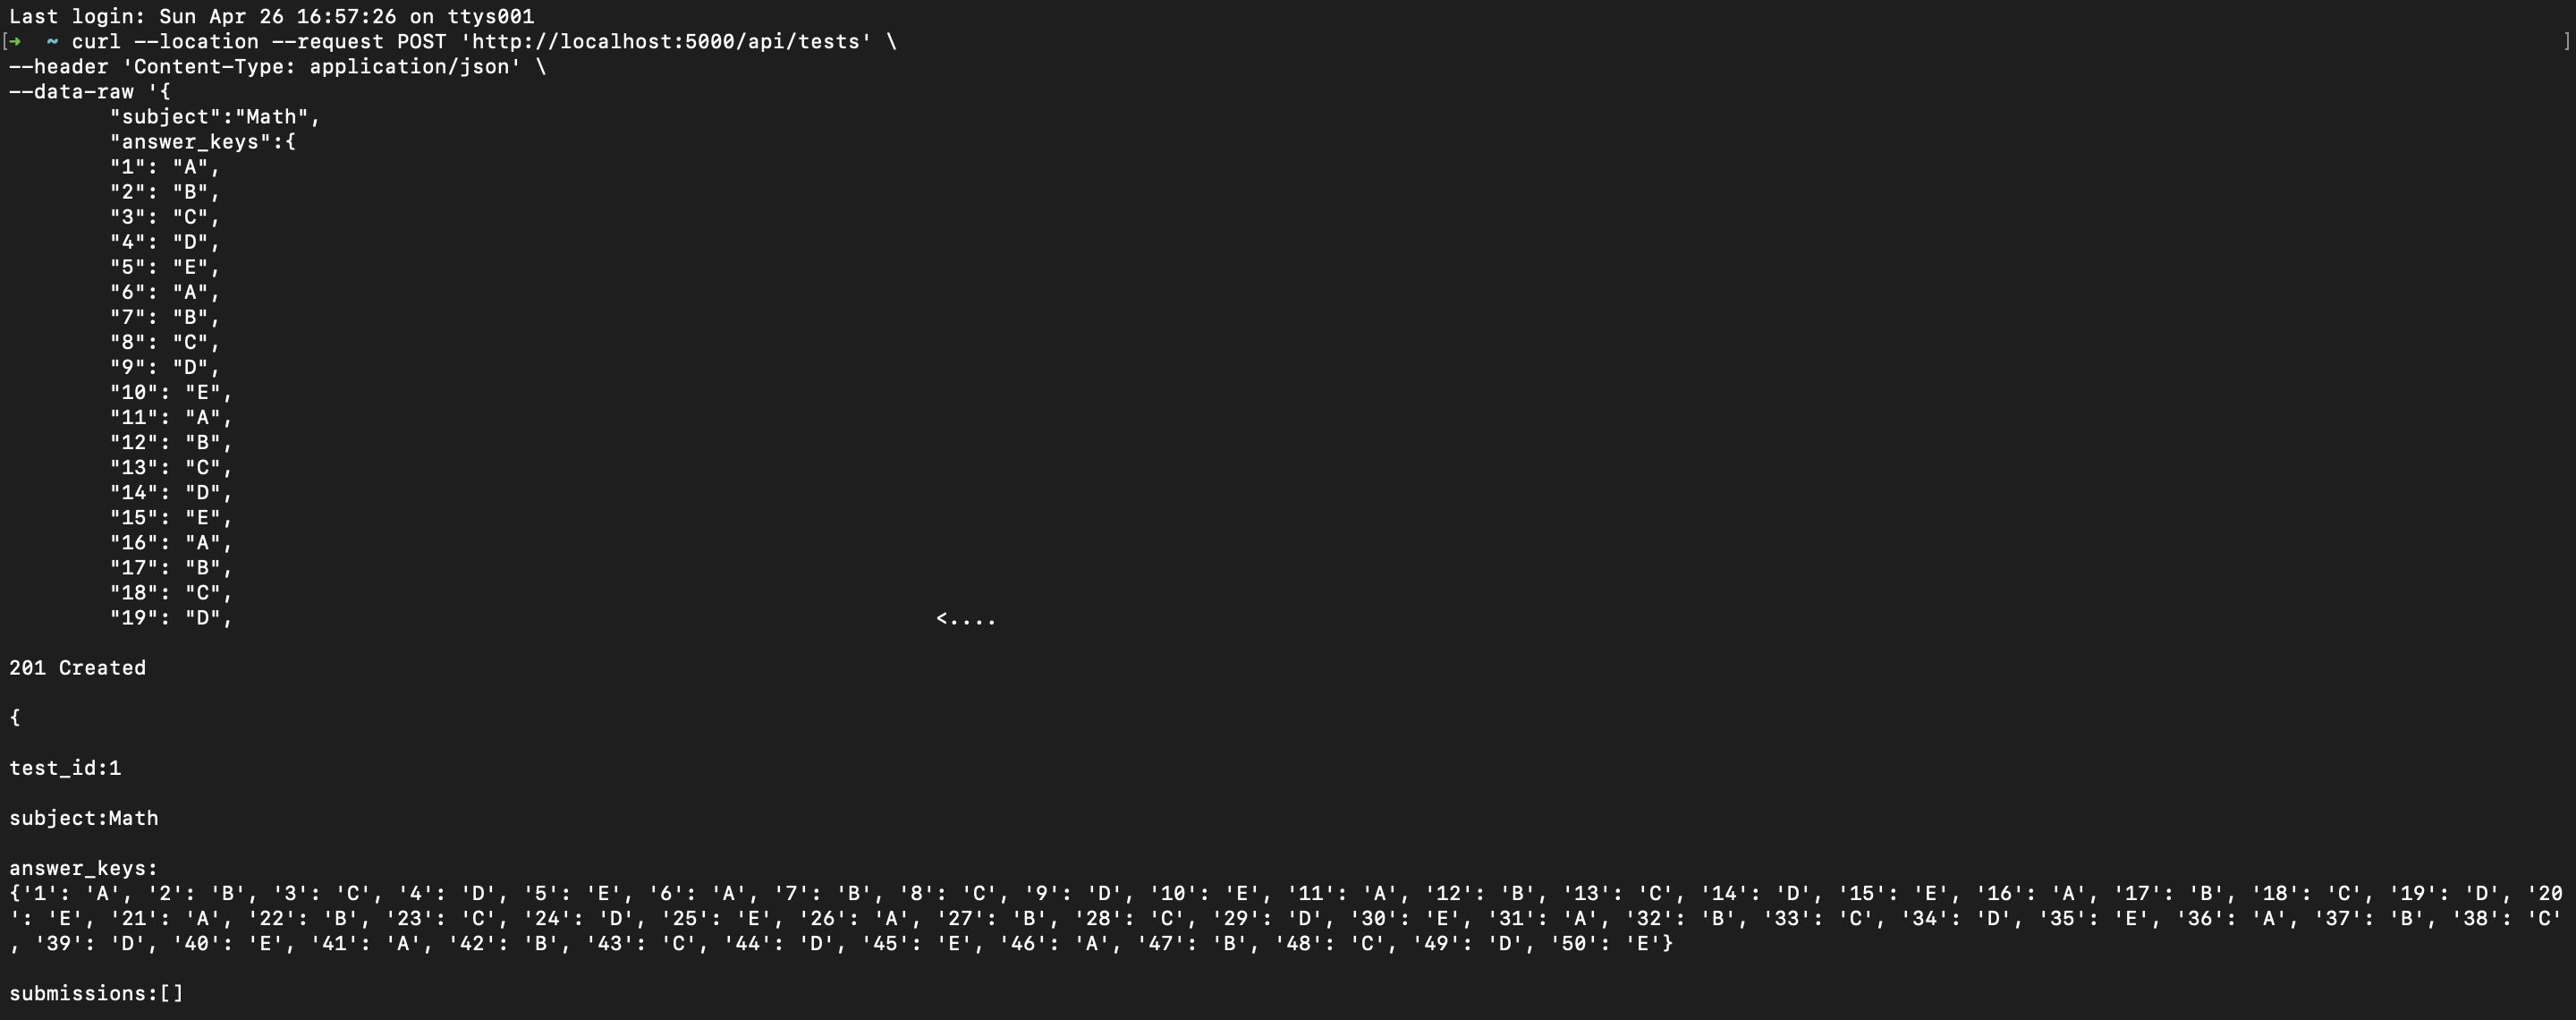 Last login: Sun Apr 26 16:57:26 on ttys001
[➜  ~ curl --location --request POST 'http://localhost:5000/api/tests' \ ]
--header 'Content-Type: application/json' \
--data-raw '{
        "subject":"Math",
        "answer_keys":{
        "1": "A",
        "2": "B",
        "3": "C",
        "4": "D",
        "5": "E",
        "6": "A",
        "7": "B",
        "8": "C",
        "9": "D",
        "10": "E",
        "11": "A",
        "12": "B",
        "13": "C",
        "14": "D",
        "15": "E",
        "16": "A",
        "17": "B",
        "18": "C",
        "19": "D", <....
201 Created
{
test_id:1
subject:Math
answer_keys:
{'1': 'A', '2': 'B', '3': 'C', '4': 'D', '5': 'E', '6': 'A', '7': 'B', '8': 'C', '9': 'D', '10': 'E', '11': 'A', '12': 'B', '13': 'C', '14': 'D', '15': 'E', '16': 'A', '17': 'B', '18': 'C', '19': 'D', '20
': 'E', '21': 'A', '22': 'B', '23': 'C', '24': 'D', '25': 'E', '26': 'A', '27': 'B', '28': 'C', '29': 'D', '30': 'E', '31': 'A', '32': 'B', '33': 'C', '34': 'D', '35': 'E', '36': 'A', '37': 'B', '38': 'C'
, '39': 'D', '40': 'E', '41': 'A', '42': 'B', '43': 'C', '44': 'D', '45': 'E', '46': 'A', '47': 'B', '48': 'C', '49': 'D', '50': 'E'}
submissions:[]